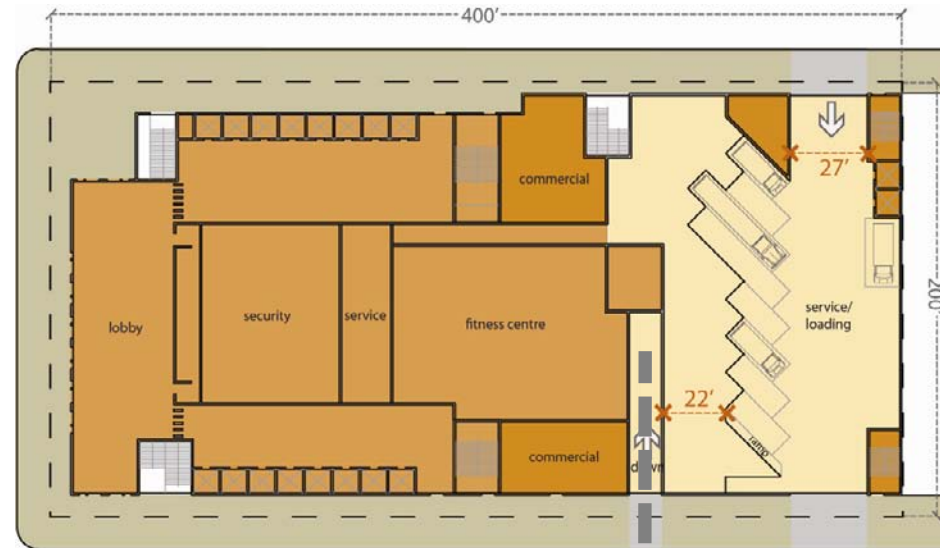 400'
commercial
27'
200'
lobby
security
service
fitness centre
service/
loading
22'
ramp
commercial
down